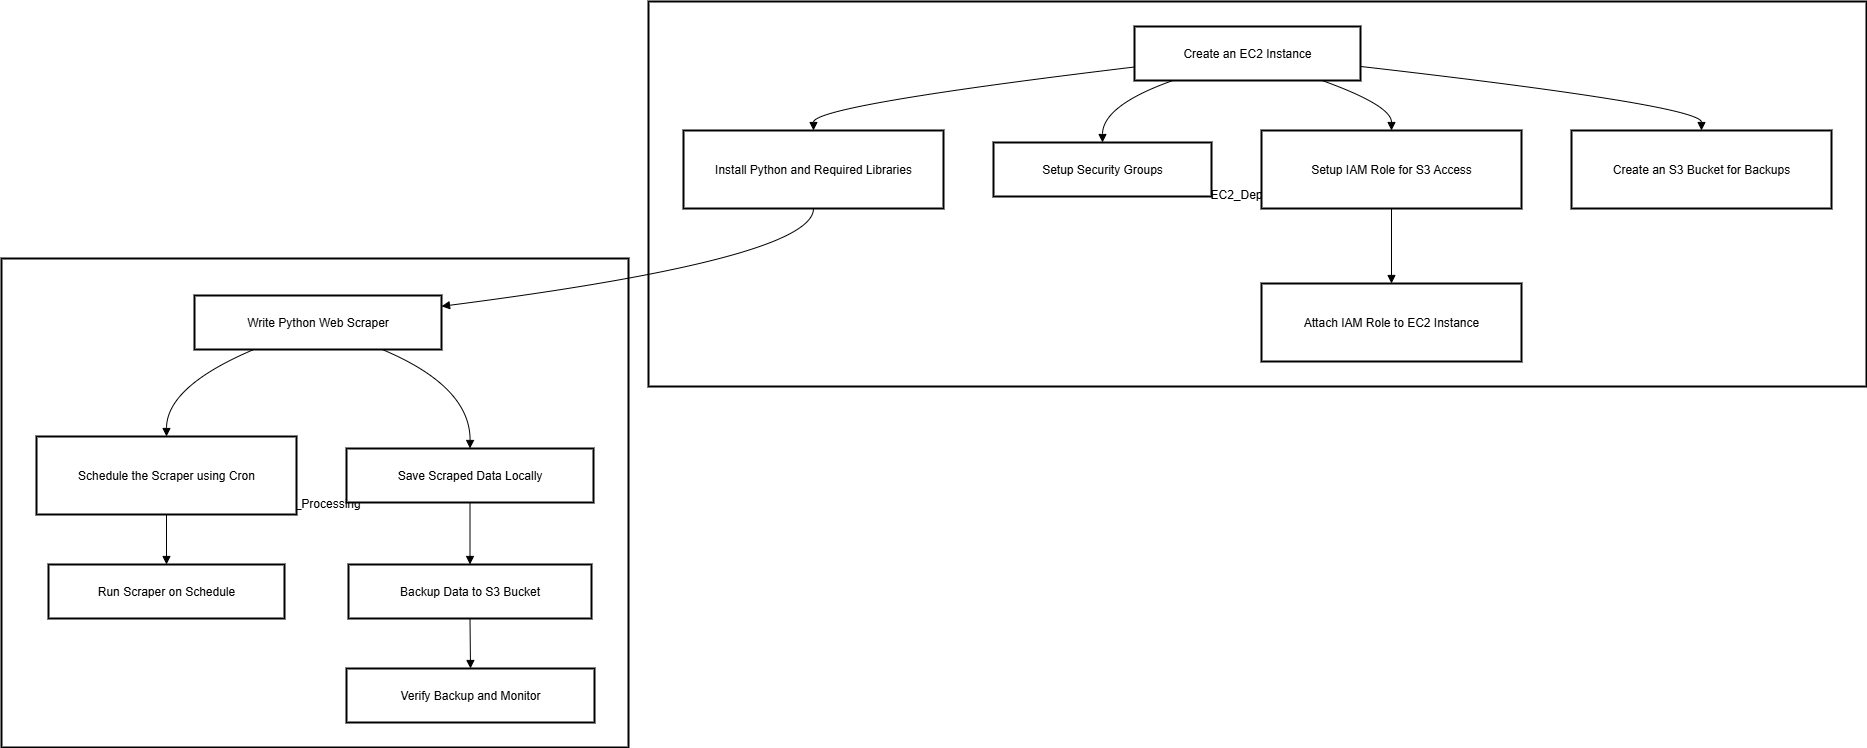 Create an EC2 Instance
Install Python and Required Libraries
Setup Security Groups
EC2_Dep
Setup IAM Role for S3 Access
Create an S3 Bucket for Backups
Attach IAM Role to EC2 Instance
Write Python Web Scraper
Schedule the Scraper using Cron
_Processing
Save Scraped Data Locally
Run Scraper on Schedule
Backup Data to S3 Bucket
Verify Backup and Monitor